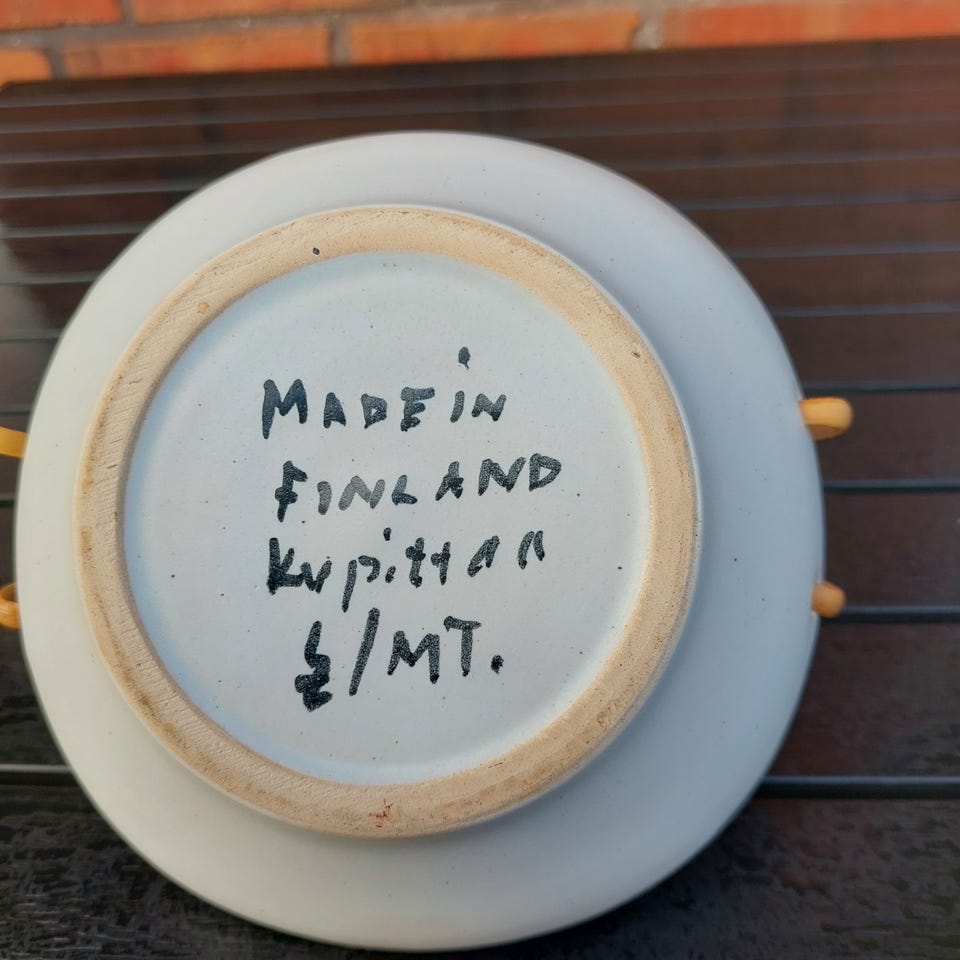 MADE iN
FINLAND
Kupittaa
/MT.